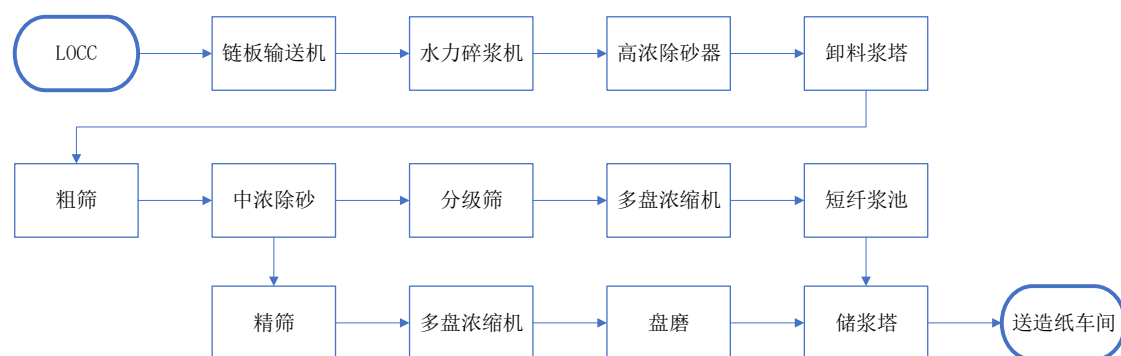 LOCC
链板输送机
水力碎浆机
高浓除砂器
卸料浆塔
粗筛
中浓除砂
分级筛
多盘浓缩机
短纤浆池
精筛
多盘浓缩机
盘磨
储浆塔
送造纸车间